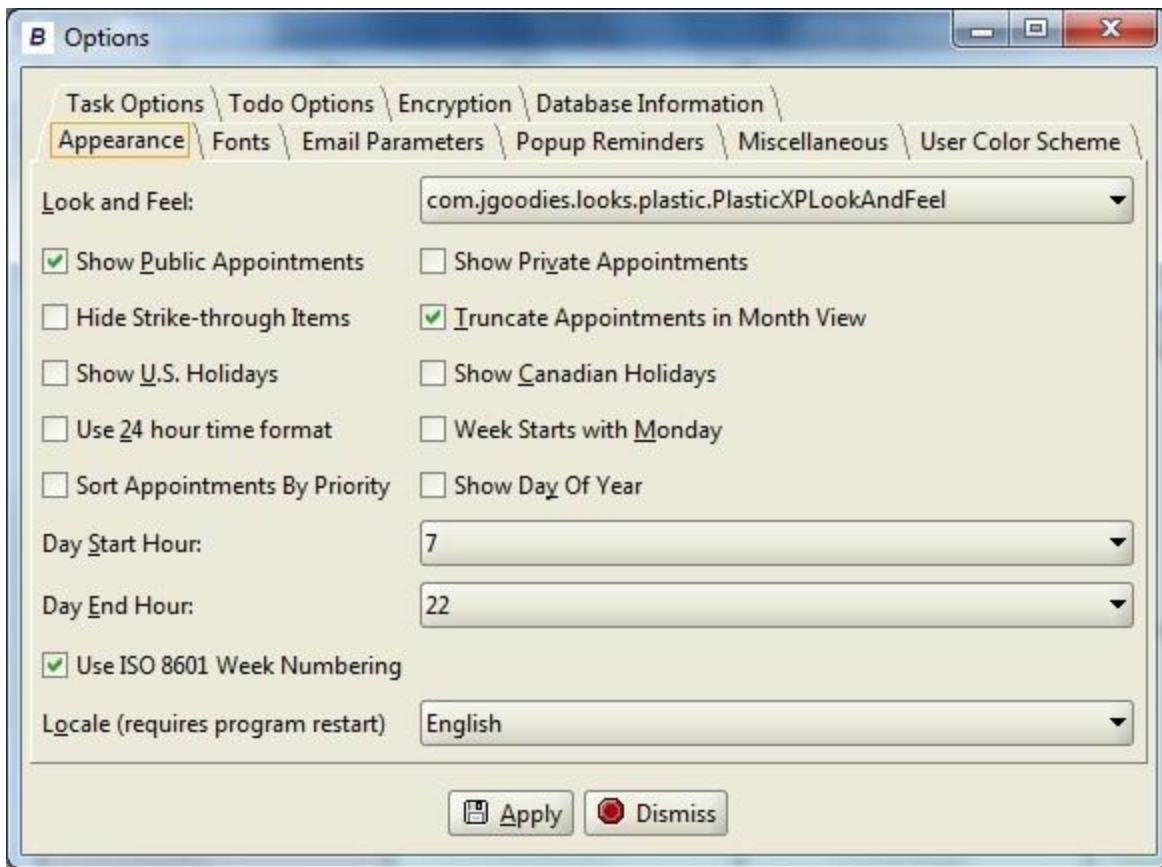 B Options
Task Options Todo Options Encryption Database Information
Appearance Fonts Email Parameters Popup Reminders Miscellaneous User Color Scheme
Look and Feel: com.jgoodies.looks.plastic.PlasticXPLookAndFeel
Show Public Appointments Show Private Appointments
Hide Strike-through Items Truncate Appointments in Month View
Show U.S. Holidays Show Canadian Holidays
Use 24 hour time format Week Starts with Monday
Sort Appointments By Priority Show Day Of Year
Day Start Hour: 7
Day End Hour: 22
Use ISO 8601 Week Numbering
Locale (requires program restart) English
Apply Dismiss